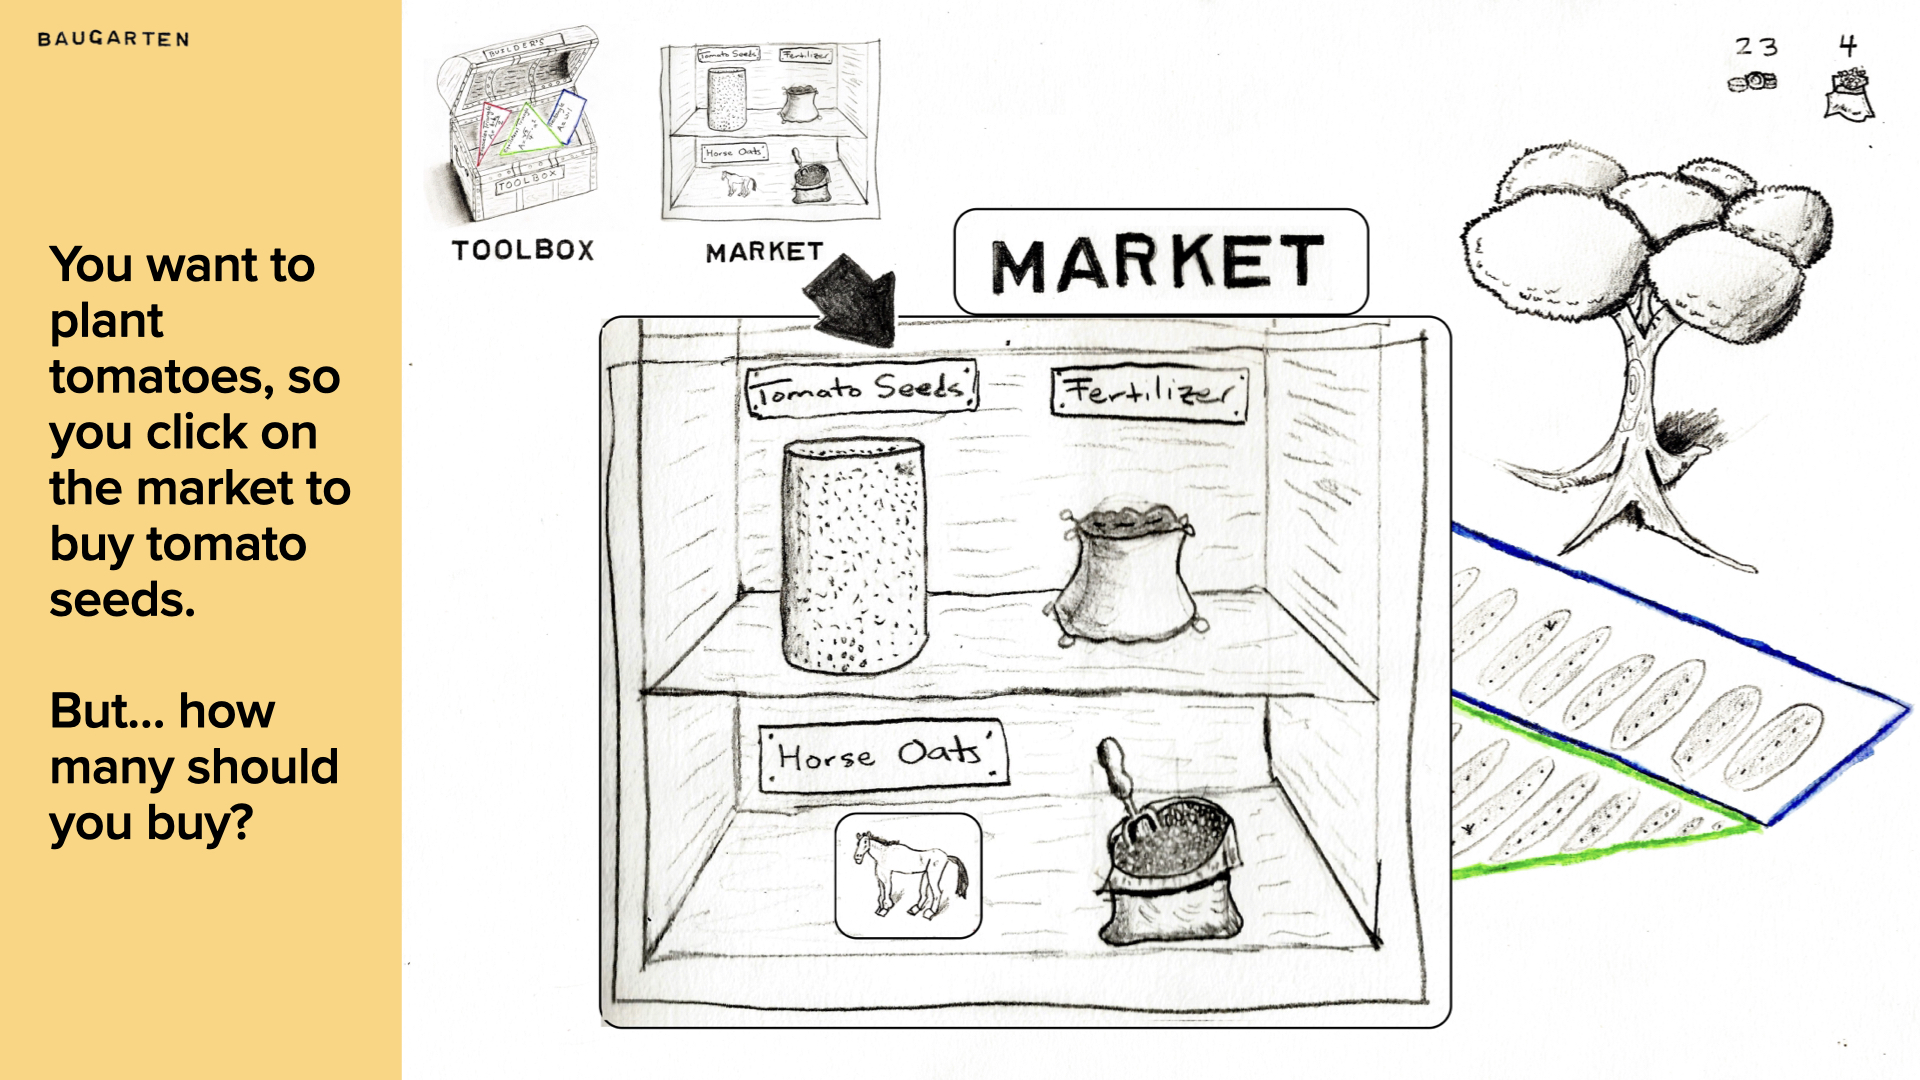 BAUGARTEN
You want to
plant
tomatoes, so
you click on
the market to
buy tomato
seeds.
But... how
many should
you buy?
BUILDER'S
TOOLBOX
TOOLBOX
Tomato Seeds
Fertilizer
Horse Oats
MARKET
23
4
MARKET
Tomato Seeds
Fertilizer
Horse Oats